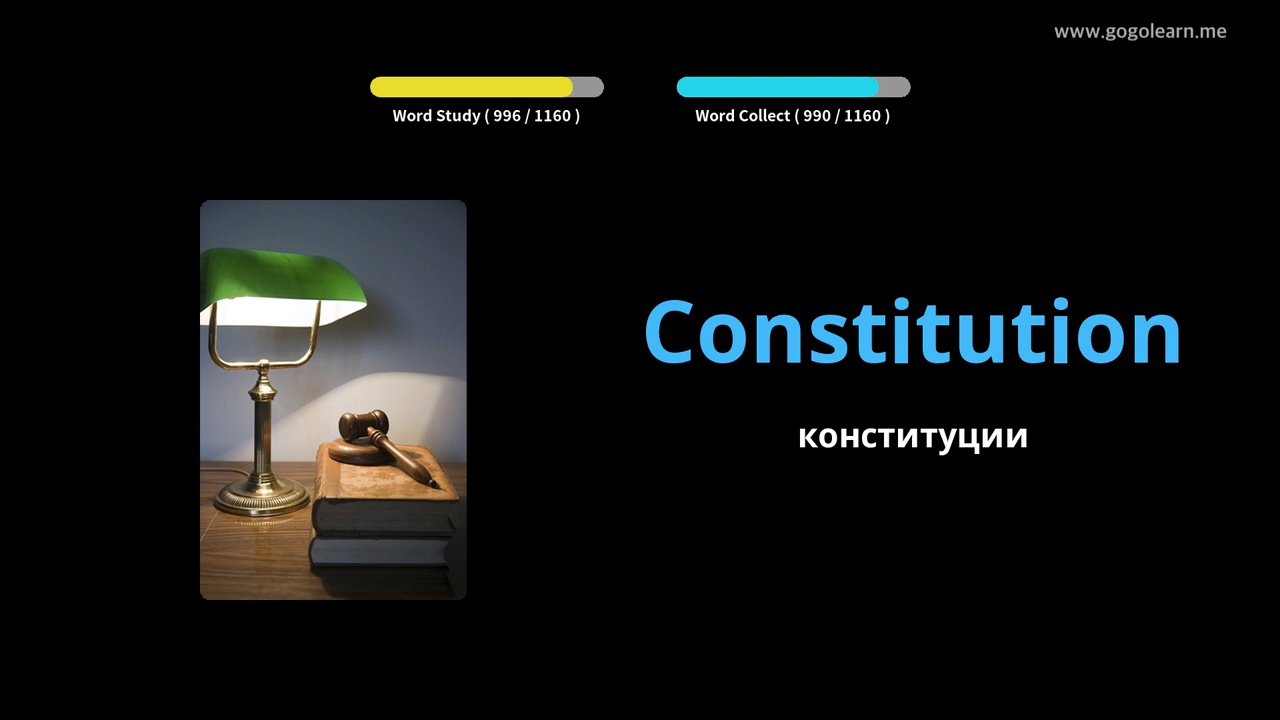 www.gogolearn.me
Word Study ( 996 / 1160 )
Word Collect ( 990 / 1160 )
Constitution
конституции